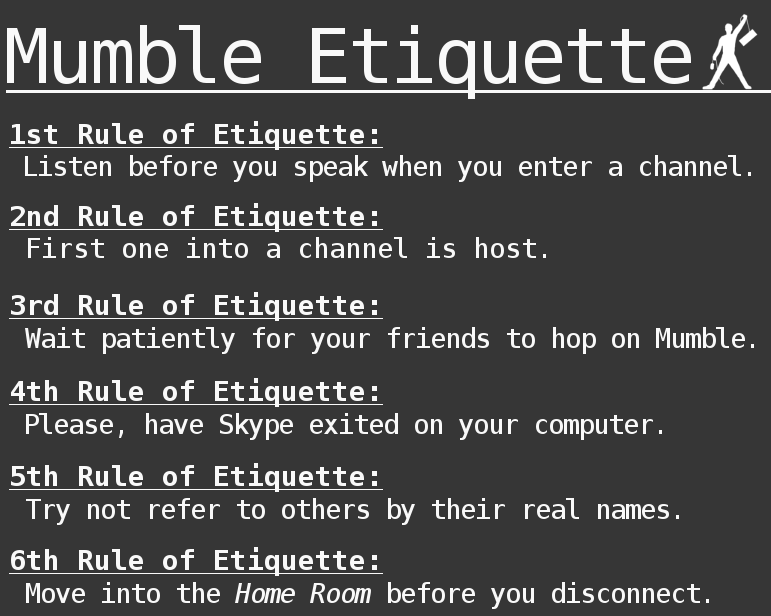 Mumble Etiquette
1st Rule of Etiquette:
Listen before you speak when you enter a channel.
2nd Rule of Etiquette:
First one into a channel is host.
3rd Rule of Etiquette:
Wait patiently for your friends to hop on Mumble.
4th Rule of Etiquette:
Please, have Skype exited on your computer.
5th Rule of Etiquette:
Try not refer to others by their real names.
6th Rule of Etiquette:
Move into the Home Room before you disconnect.